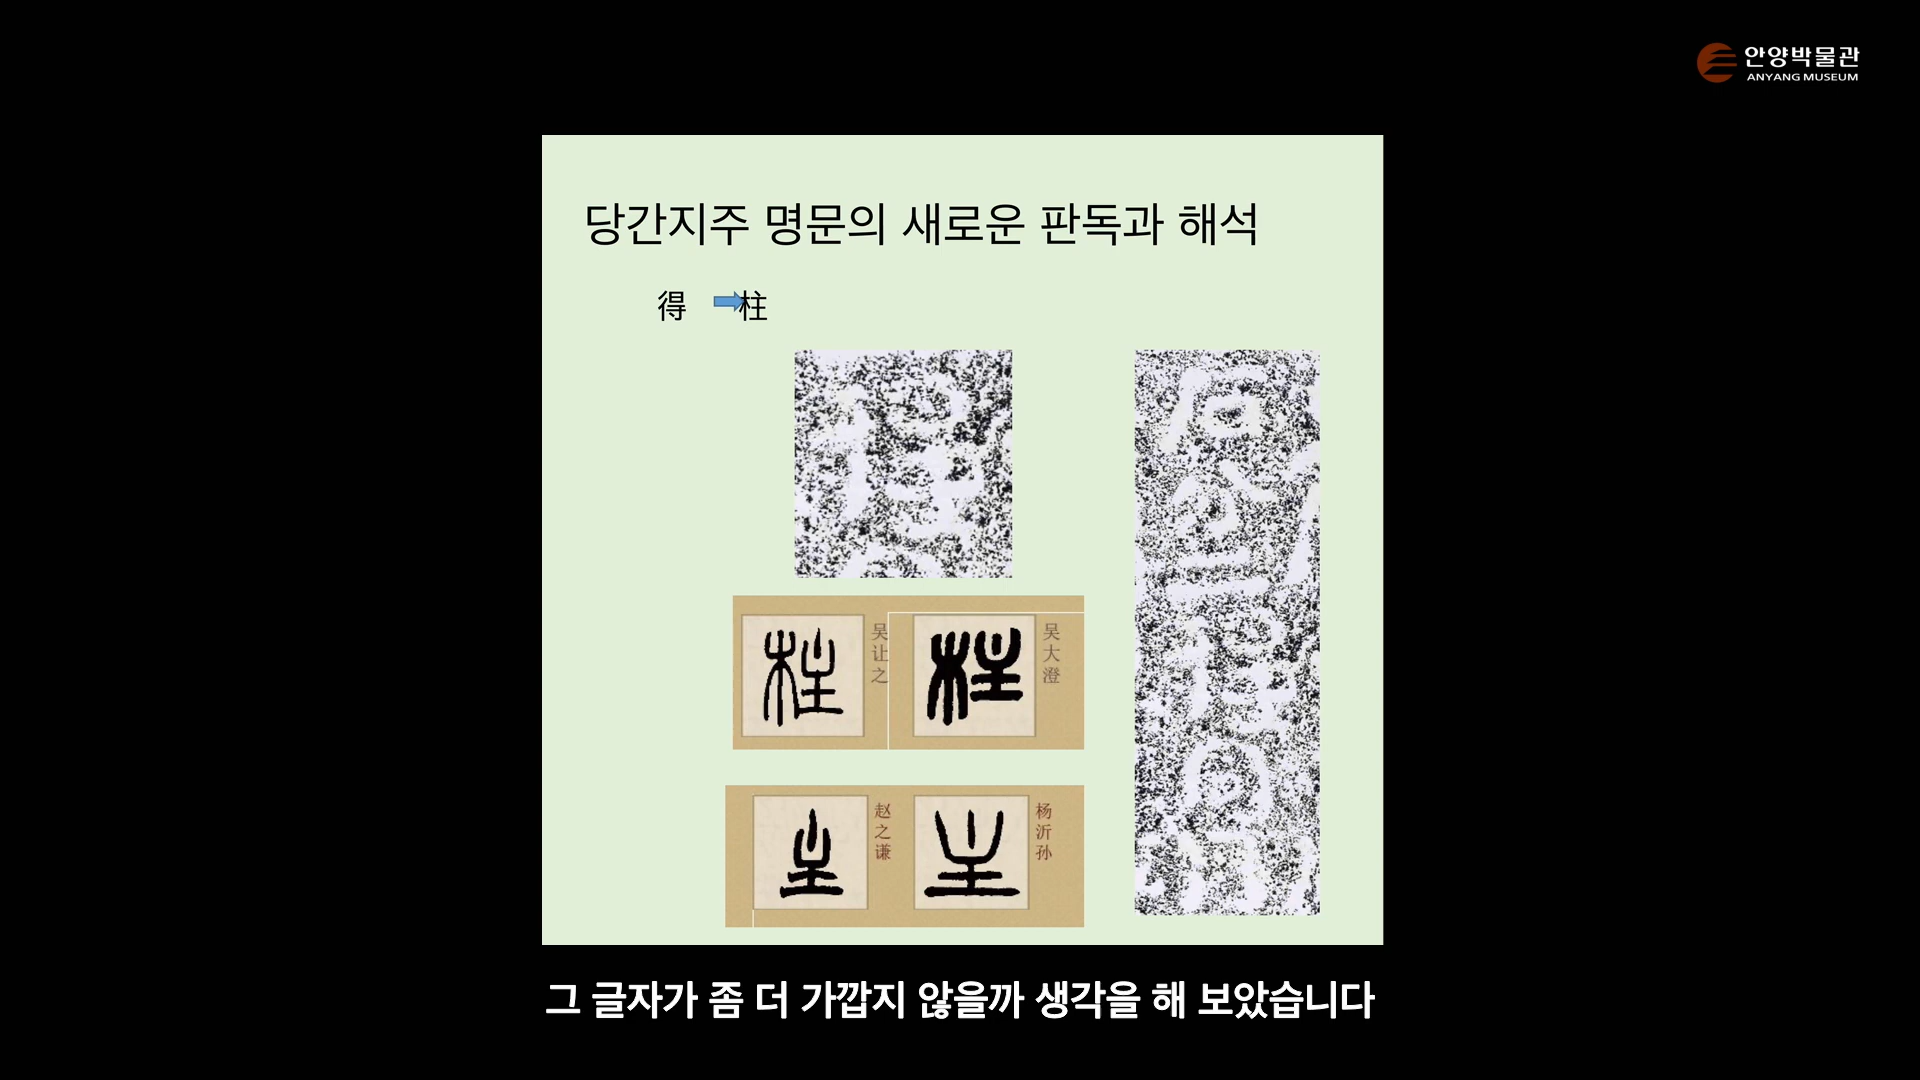 안양박물관
ANYANG MUSEUM
당간지주 명문의 새로운 판독과 해석
得 柱
吴让之
吴大澄
柱
柱
赵之谦
杨沂孙
그 글자가 좀 더 가깝지 않을까 생각을 해 보았습니다